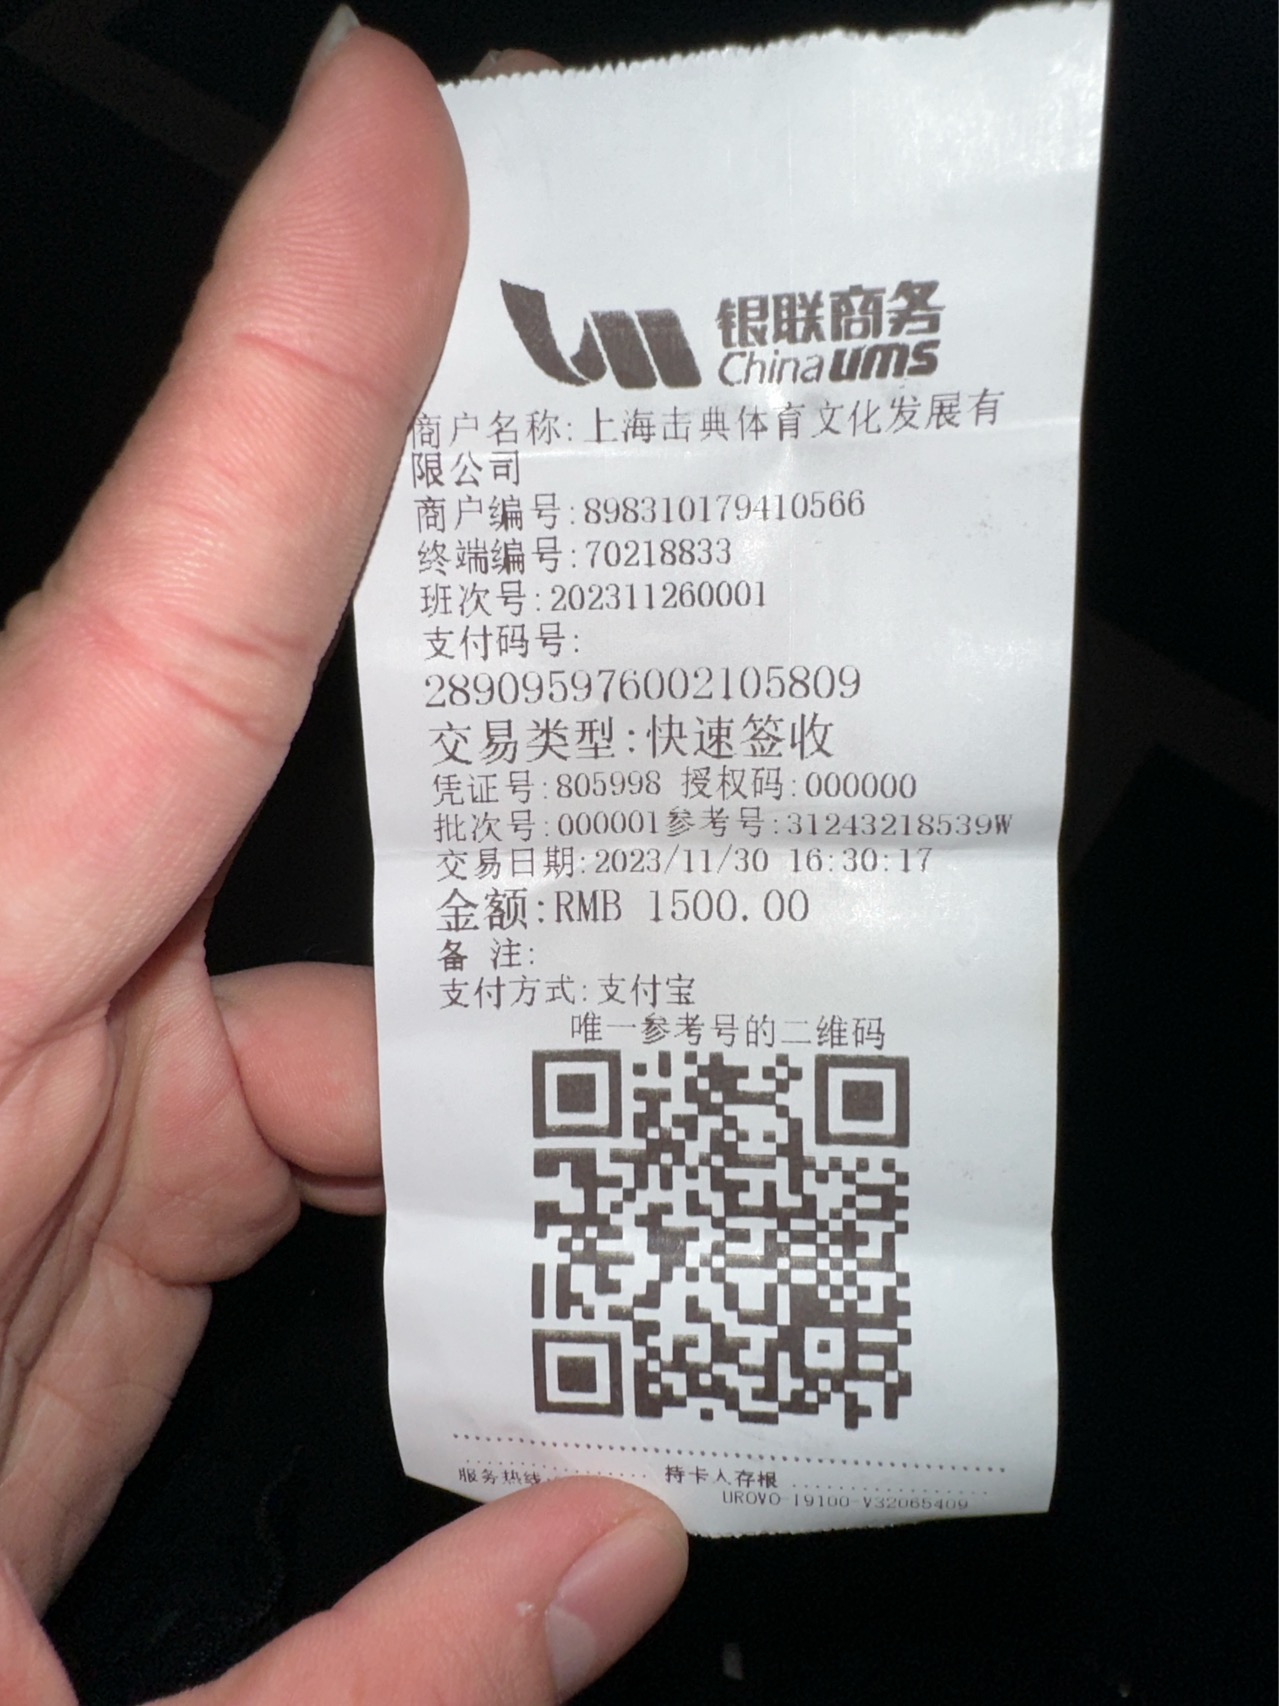 银联商务
China ums
商户名称:上海击典体育文化发展有
限公司
商户编号:898310179410566
终端编号:70218833
班次号:202311260001
支付码号:
289095976002105809
交易类型:快速签收
凭证号:805998 授权码:000000
批次号:000001参考号:31243218539W
交易日期:2023/11/30 16:30:17
金额:RMB 1500.00
备 注:
支付方式:支付宝
唯一参考号的二维码
服务热线 持卡人存根
UROVO-I9100-V32065409